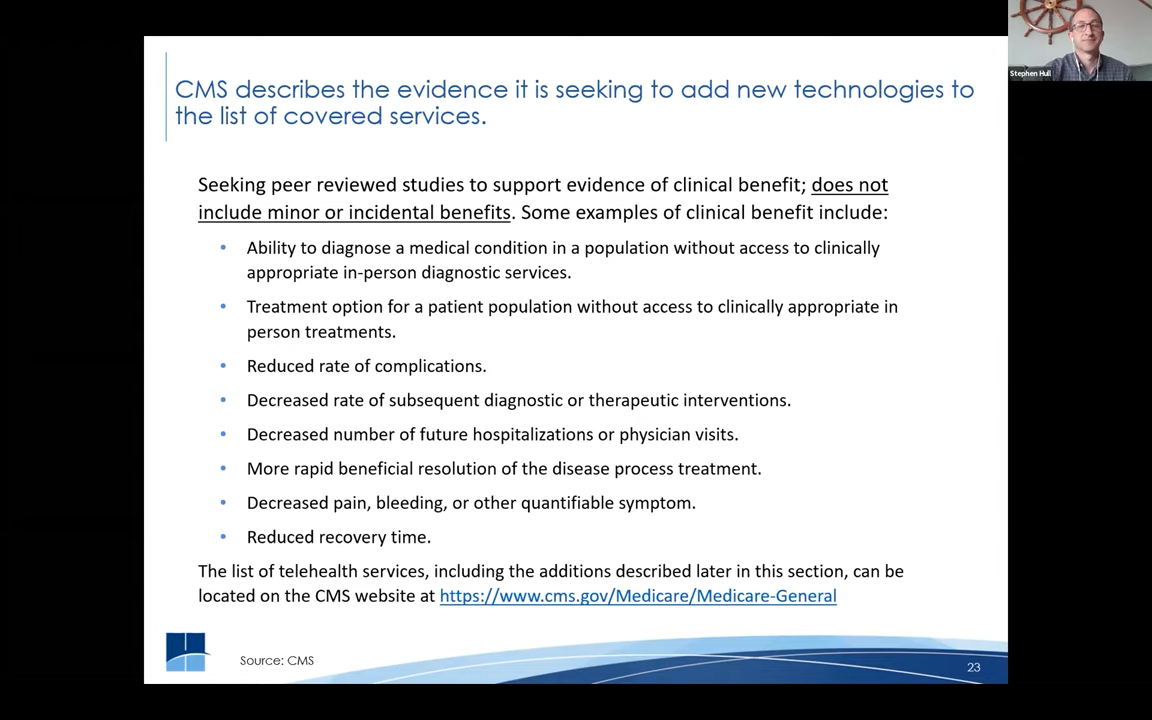 Stephen Hull
CMS describes the evidence it is seeking to add new technologies to
the list of covered services.
Seeking peer reviewed studies to support evidence of clinical benefit; does not
include minor or incidental benefits. Some examples of clinical benefit include:
• Ability to diagnose a medical condition in a population without access to clinically
appropriate in-person diagnostic services.
• Treatment option for a patient population without access to clinically appropriate in
person treatments.
• Reduced rate of complications.
• Decreased rate of subsequent diagnostic or therapeutic interventions.
• Decreased number of future hospitalizations or physician visits.
• More rapid beneficial resolution of the disease process treatment.
• Decreased pain, bleeding, or other quantifiable symptom.
• Reduced recovery time.
The list of telehealth services, including the additions described later in this section, can be
located on the CMS website at https://www.cms.gov/Medicare/Medicare-General
Source: CMS
23